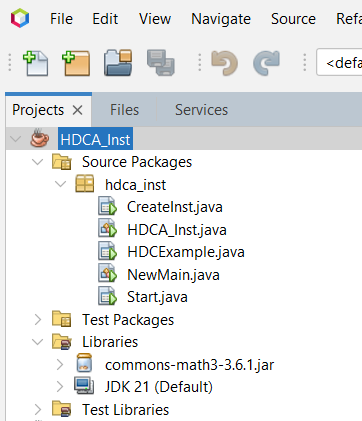 File Edit View Navigate Source Refa
<defa
Projects Files Services
HDCA_Inst
Source Packages
hdca_inst
CreateInst.java
HDCA_Inst.java
HDCExample.java
NewMain.java
Start.java
Test Packages
Libraries
commons-math3-3.6.1.jar
JDK 21 (Default)
Test Libraries